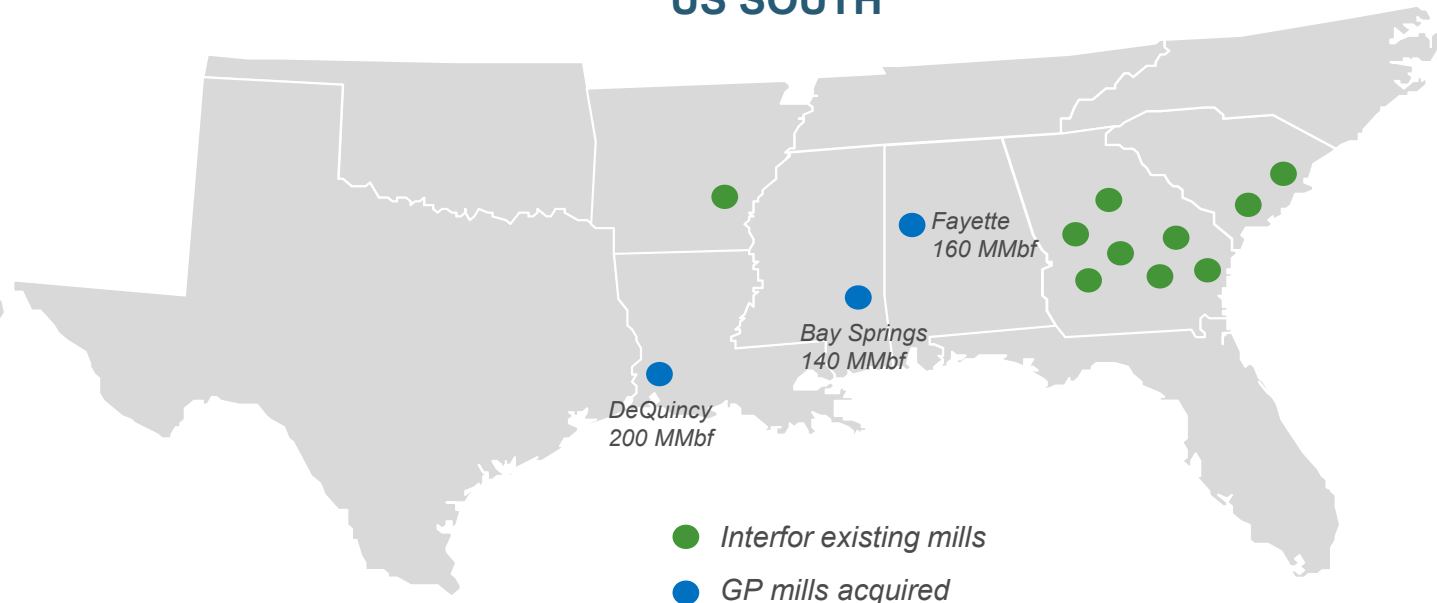 US SOUTH
Fayette
160 MMbf
Bay Springs
140 MMbf
DeQuincy
200 MMbf
Interfor existing mills
GP mills acquired